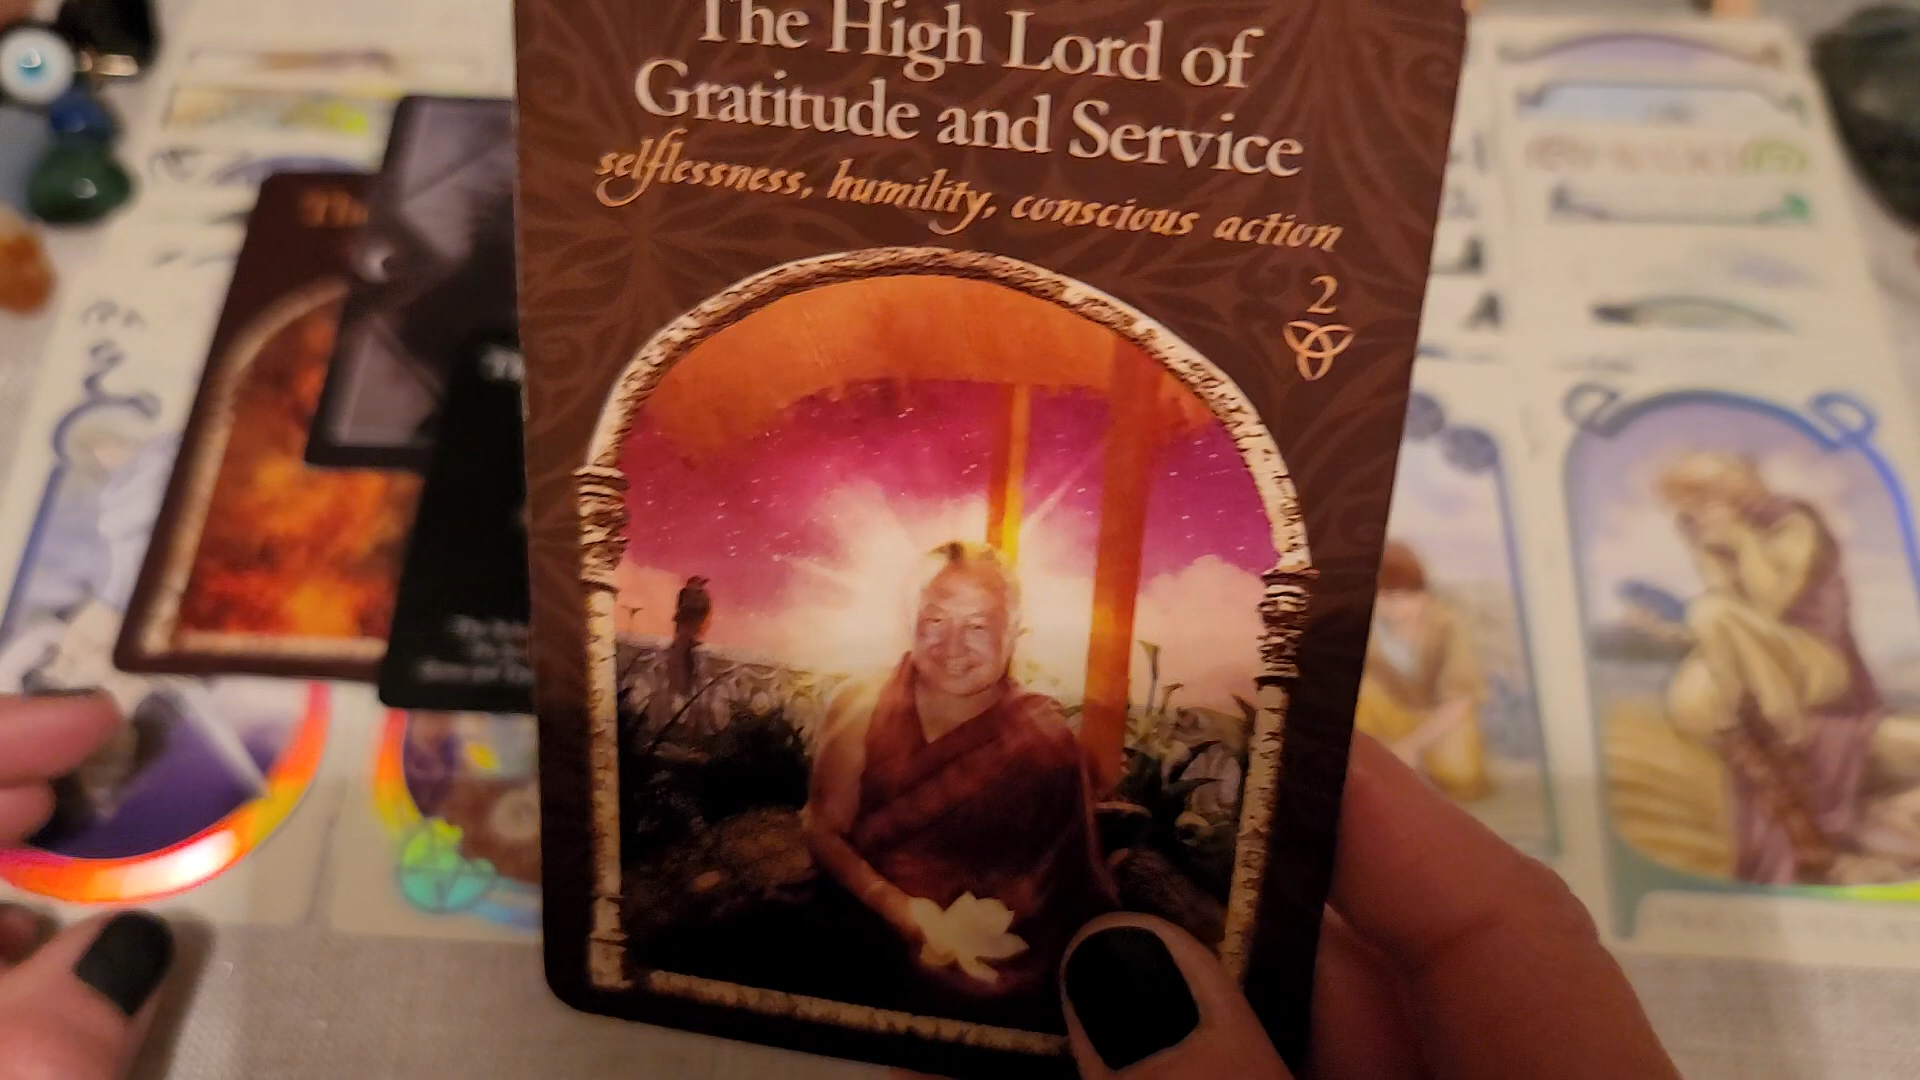 The High Lord of
Gratitude and Service
selflessness, humility, conscious action
2